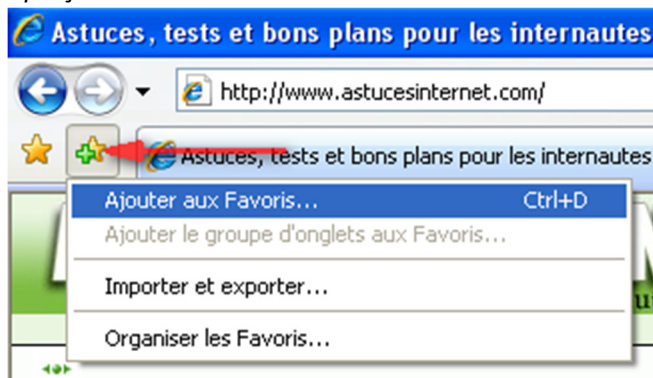 Astuces, tests et bons plans pour les internautes
http://www.astucesinternet.com/
Astuces, tests et bons plans pour les internautes
Ajouter aux Favoris... Ctrl+D
Ajouter le groupe d'onglets aux Favoris...
Importer et exporter...
Organiser les Favoris...